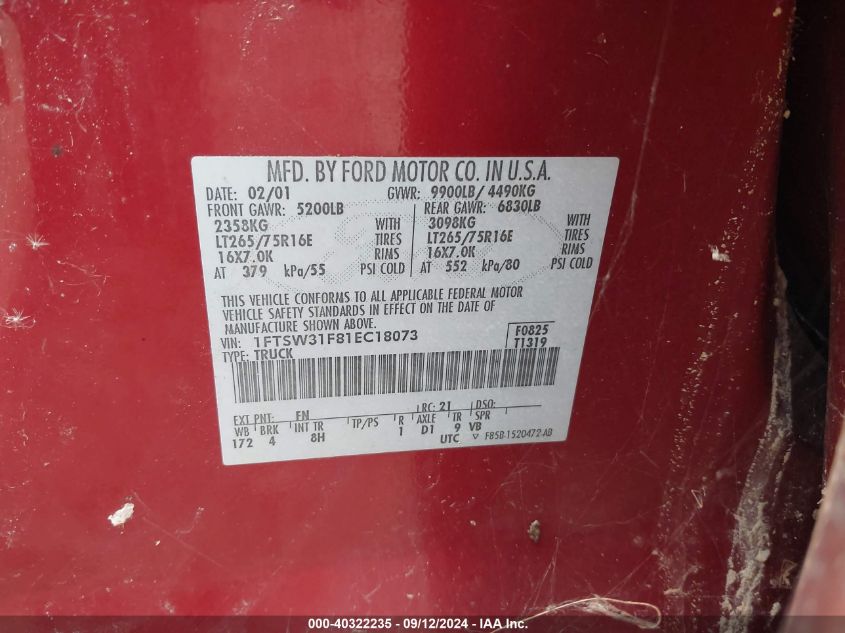 MFD. BY FORD MOTOR CO. IN U.S.A.
DATE: 02/01 GVWR: 9900LB/ 4490KG
FRONT GAWR: 5200LB REAR GAWR: 6830LB
2358KG WITH 3098KG WITH
LT265/75R16E TIRES LT265/75R16E TIRES
16X7.0K RIMS 16X7.0K RIMS
AT 379 kPa/55 PSI COLD AT 552 kPa/80 PSI COLD
THIS VEHICLE CONFORMS TO ALL APPLICABLE FEDERAL MOTOR
VEHICLE SAFETY STANDARDS IN EFFECT ON THE DATE OF
MANUFACTURE SHOWN ABOVE.
VIN: 1FTSW31F81EC18073 F0825
TYPE: TRUCK T1319
EXT PNT: EN RC: 21 DSO:
WB BRK INT TR TP/PS R AXLE TR SPR
172 4 8H 1 D1 9 VB
UTC ▽ F85B-1520472-AB
000-40322235 - 09/12/2024 - IAA Inc.